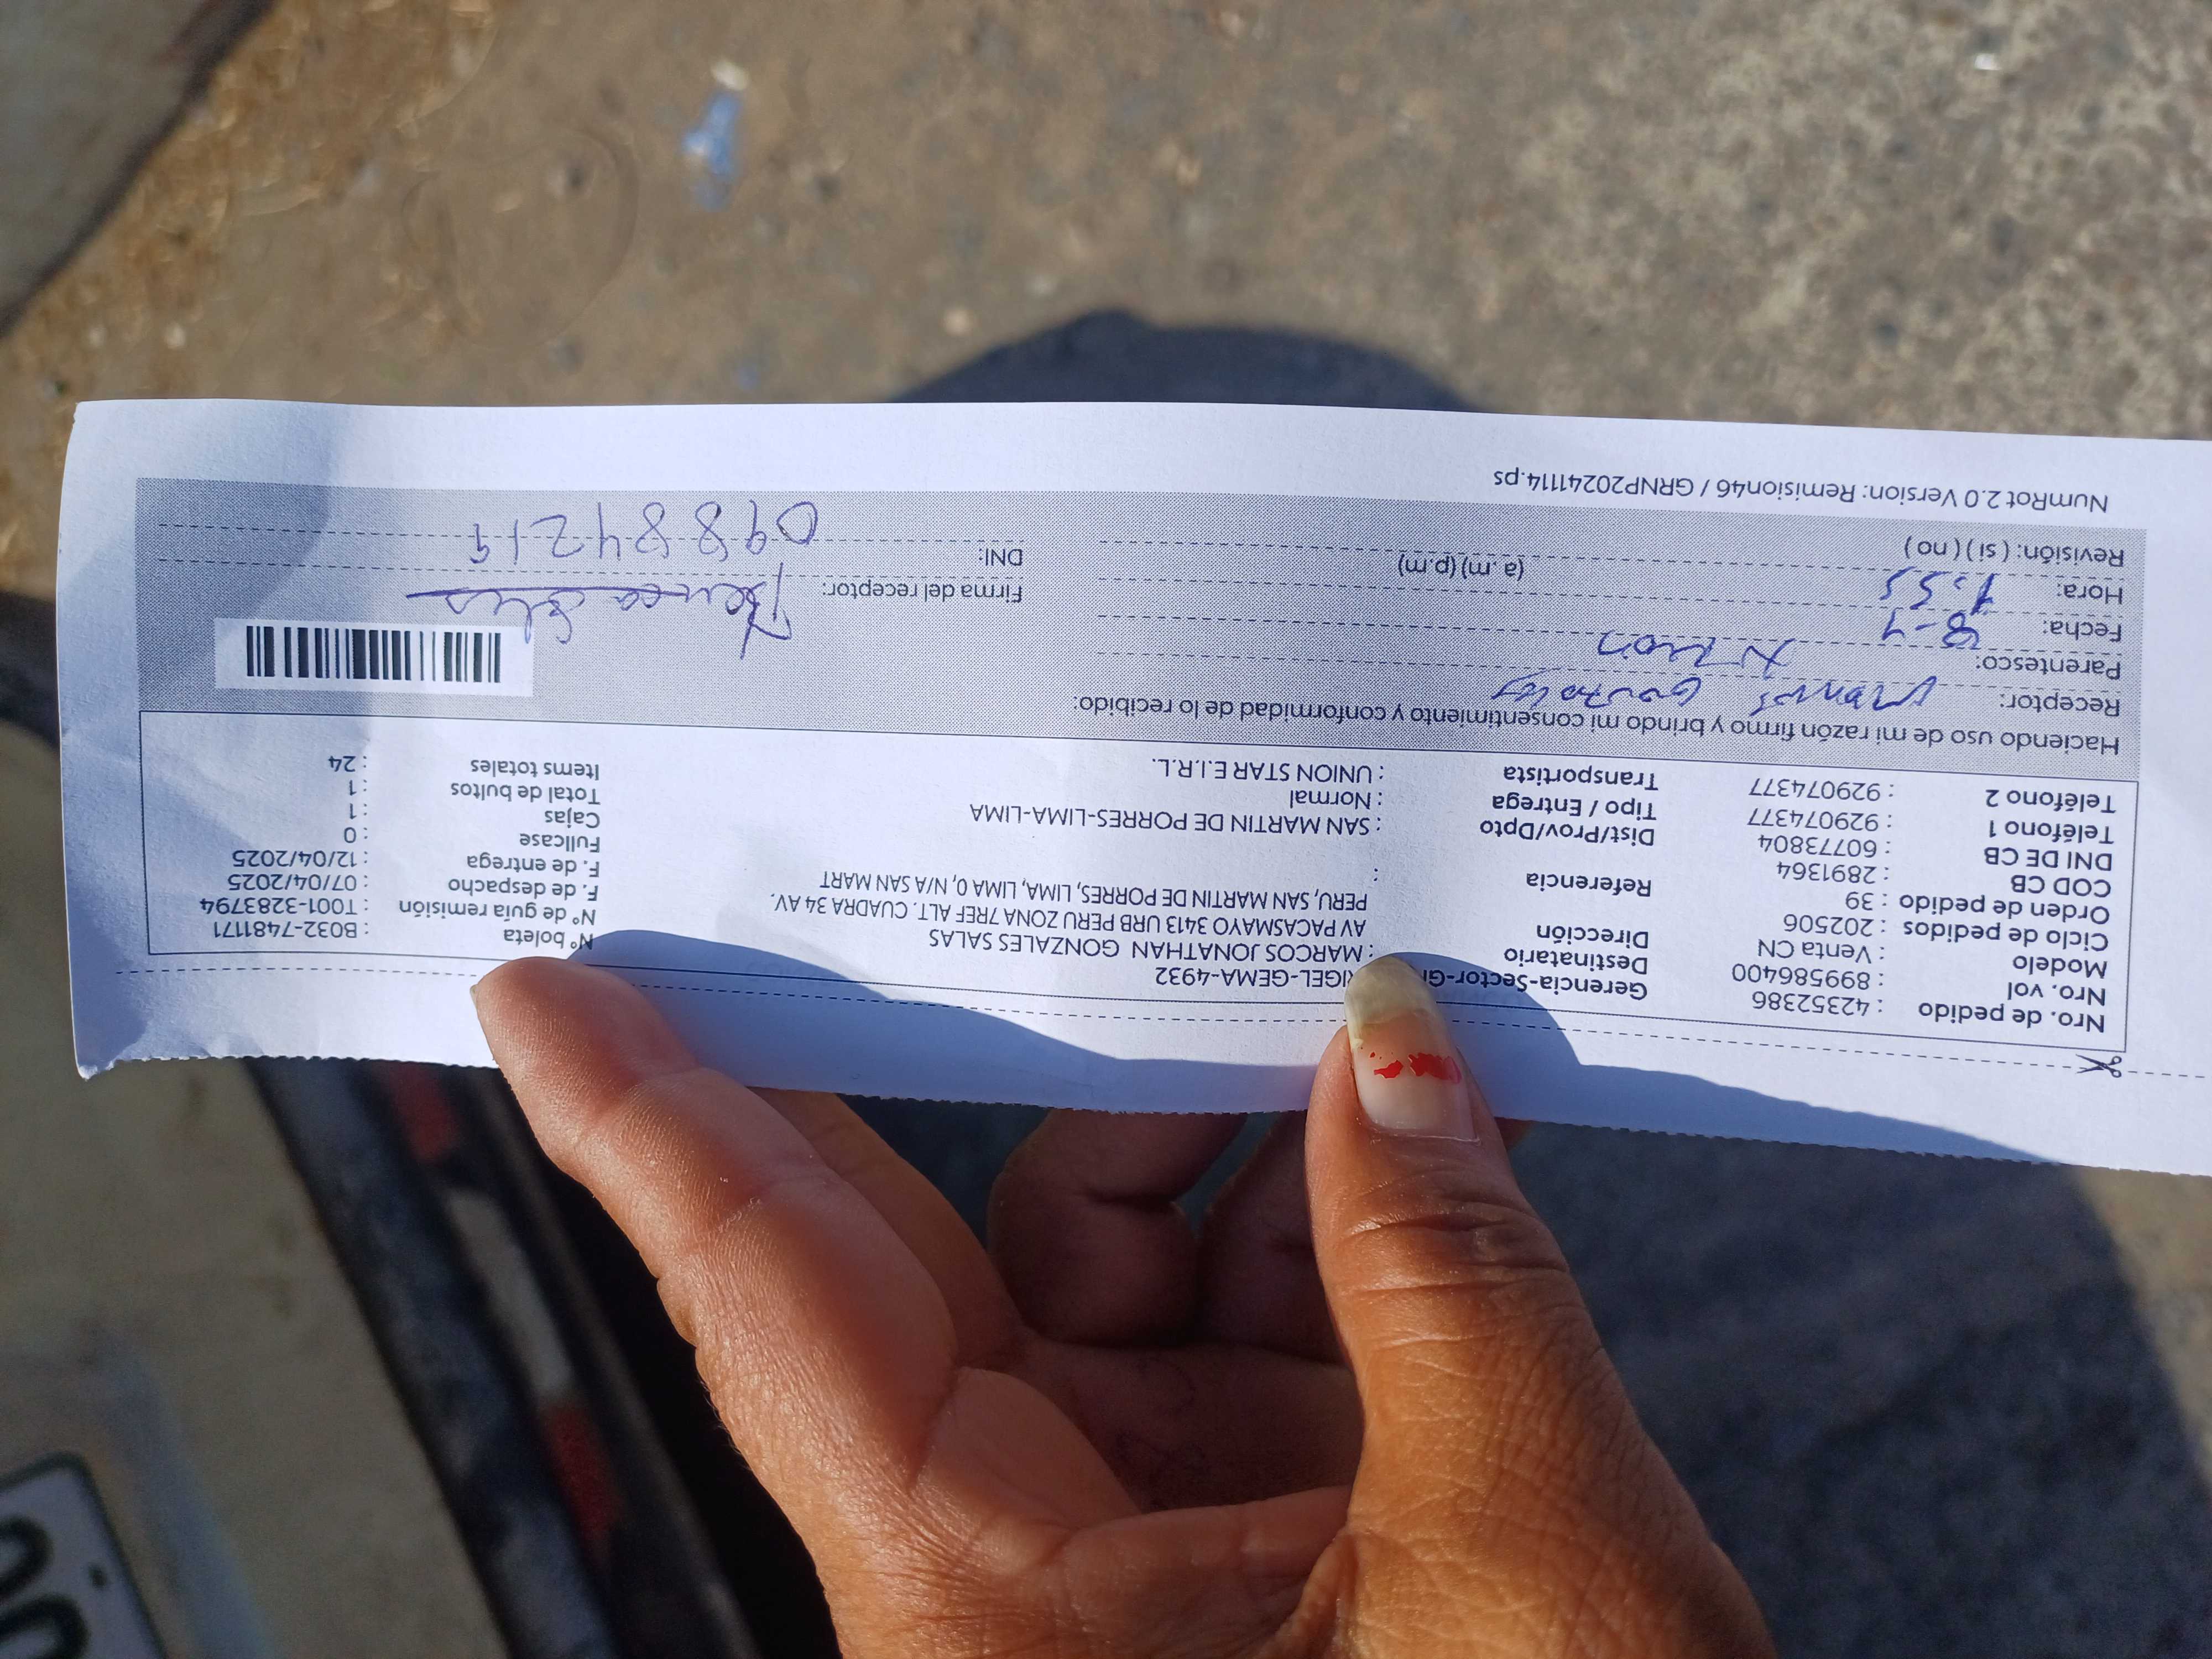 Nro. de pedido : 42352386
Nro. vol : 899586400
Modelo : Venta CN
Ciclo de pedidos : 202506
Orden de pedido : 39
COD CB : 2891364
DNI DE CB : 60773804
Teléfono 1 : 929074377
Teléfono 2 : 929074377
Gerencia-Sector- RIGEL-GEMA-4932
Destinatario : MARCOS JONATHAN GONZALES SALAS
Dirección AV PACASMAYO 3413 URB PERU ZONA 7REF ALT. CUADRA 34 AV.
PERU, SAN MARTIN DE PORRES, LIMA, LIMA 0, N/A SAN MART
Referencia :
Dist/Prov/Dpto : SAN MARTIN DE PORRES-LIMA-LIMA
Tipo / Entrega : Normal
Transportista : UNION STAR E.I.R.L.
N° boleta : B032-7481171
N° de guía remisión : T001-3283794
F. de despacho : 07/04/2025
F. de entrega : 12/04/2025
Fullcase : 0
Cajas : 1
Total de bultos : 1
Items totales : 24
Haciendo uso de mi razón firmo y brindo mi consentimiento y conformidad de lo recibido:
Receptor: Gonzales
Parentesco:
Fecha: 8-4
Hora: (a.m) (p.m)
Revisión: ( si ) ( no )
Firma del receptor:
DNI: 09884219
NumRot 2.0 Version: Remision46 / GRNP20241114.ps